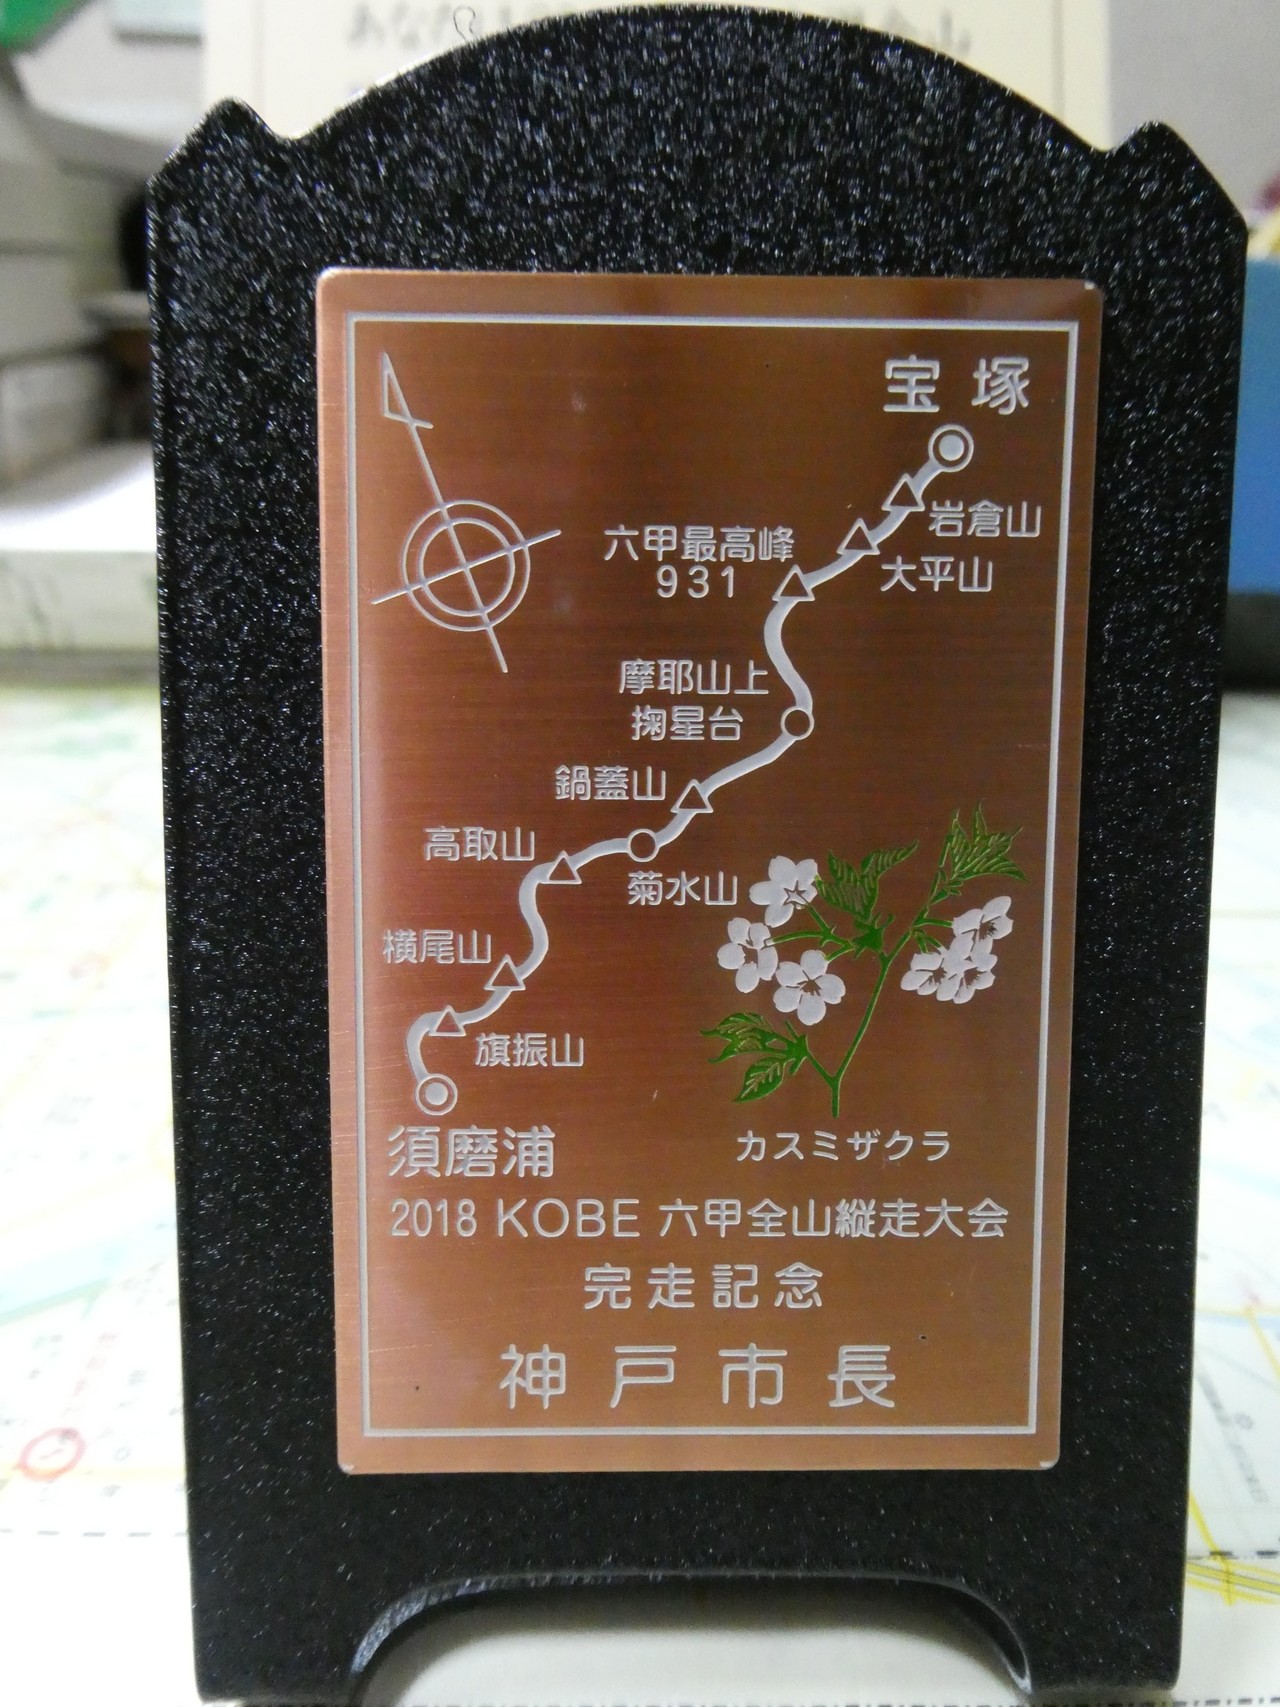 宝塚
岩倉山
六甲最高峰
931
大平山
摩耶山上
掬星台
鍋蓋山
高取山
菊水山
横尾山
旗振山
須磨浦
カスミザクラ
2018 KOBE 六甲全山縦走大会
完走記念
神戸市長